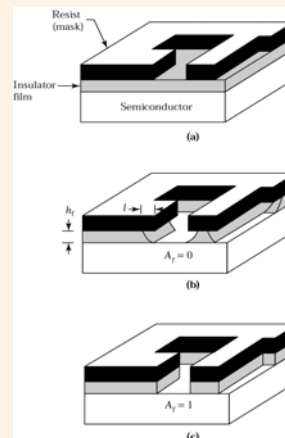 Resist
(mask)
Insulator
film
Semiconductor
(a)
l
h_f
A_f = 0
(b)
A_f = 1
(c)